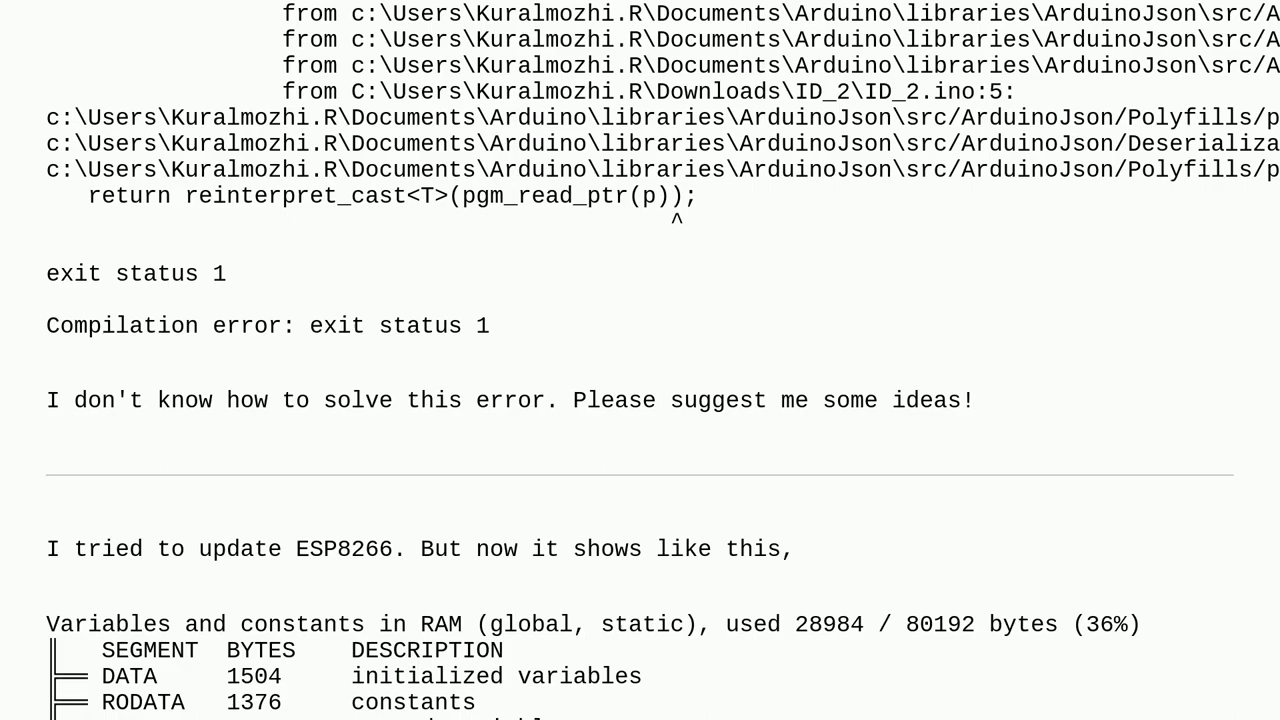 from c:\Users\Kuralmozhi.R\Documents\Arduino\libraries\ArduinoJson\src/A
from c:\Users\Kuralmozhi.R\Documents\Arduino\libraries\ArduinoJson\src/A
from c:\Users\Kuralmozhi.R\Documents\Arduino\libraries\ArduinoJson\src/A
from C:\Users\Kuralmozhi.R\Downloads\ID_2\ID_2.ino:5:
c:\Users\Kuralmozhi.R\Documents\Arduino\libraries\ArduinoJson\src/ArduinoJson/Polyfills/p
c:\Users\Kuralmozhi.R\Documents\Arduino\libraries\ArduinoJson\src/ArduinoJson/Deserializa
c:\Users\Kuralmozhi.R\Documents\Arduino\libraries\ArduinoJson\src/ArduinoJson/Polyfills/p
return reinterpret_cast<T>(pgm_read_ptr(p));
^
exit status 1
Compilation error: exit status 1
I don't know how to solve this error. Please suggest me some ideas!
I tried to update ESP8266. But now it shows like this,
Variables and constants in RAM (global, static), used 28984 / 80192 bytes (36%)
║   SEGMENT  BYTES    DESCRIPTION
╠══ DATA     1504     initialized variables
╠══ RODATA   1376     constants